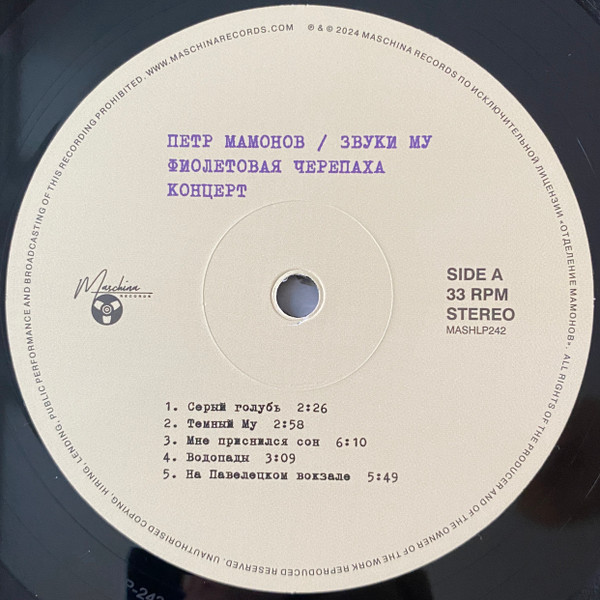 WWW.MASCHINARECORDS.COM ℗ & © 2024 MASCHINA RECORDS ПО ИСКЛЮЧИТЕЛЬНОЙ ЛИЦЕНЗИИ «ОТДЕЛЕНИЕ МАМОНОВ». ALL RIGHTS OF THE PRODUCER AND OF THE OWNER OF THE WORK REPRODUCED RESERVED. UNAUTHORISED COPYING, HIRING, LENDING, PUBLIC PERFORMANCE AND BROADCASTING OF THIS RECORDING PROHIBITED.
ПЕТР МАМОНОВ / ЗВУКИ МУ
ФИОЛЕТОВАЯ ЧЕРЕПАХА
КОНЦЕРТ
Maschina
RECORDS
SIDE A
33 RPM
STEREO
MASHLP242
1. Серый голубь 2:26
2. Темный Му 2:58
3. Мне приснился сон 6:10
4. Водопады 3:09
5. На Павелецком вокзале 5:49